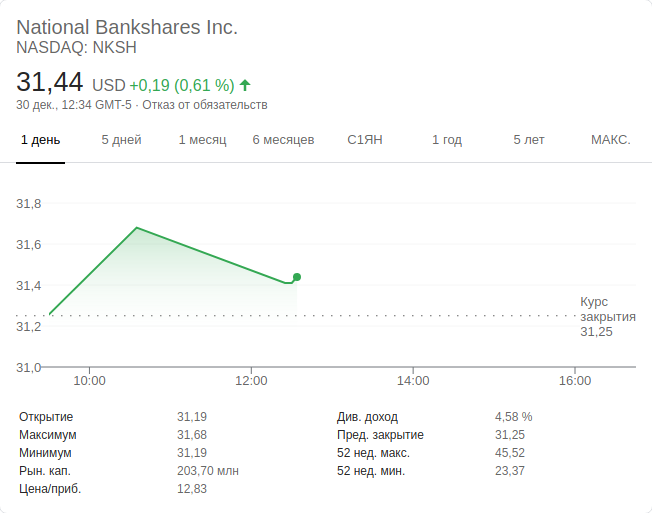 National Bankshares Inc.
NASDAQ: NKSH
31,44 USD +0,19 (0,61 %)
30 дек., 12:34 GMT-5 · Отказ от обязательств
1 день 5 дней 1 месяц 6 месяцев С1ЯН 1 год 5 лет МАКС.
31,8
31,6
31,4
31,2
31,0
Курс
закрытия
31,25
10:00 12:00 14:00 16:00
Открытие 31,19 Див. доход 4,58 %
Максимум 31,68 Пред. закрытие 31,25
Минимум 31,19 52 нед. макс. 45,52
Рын. кап. 203,70 млн 52 нед. мин. 23,37
Цена/приб. 12,83